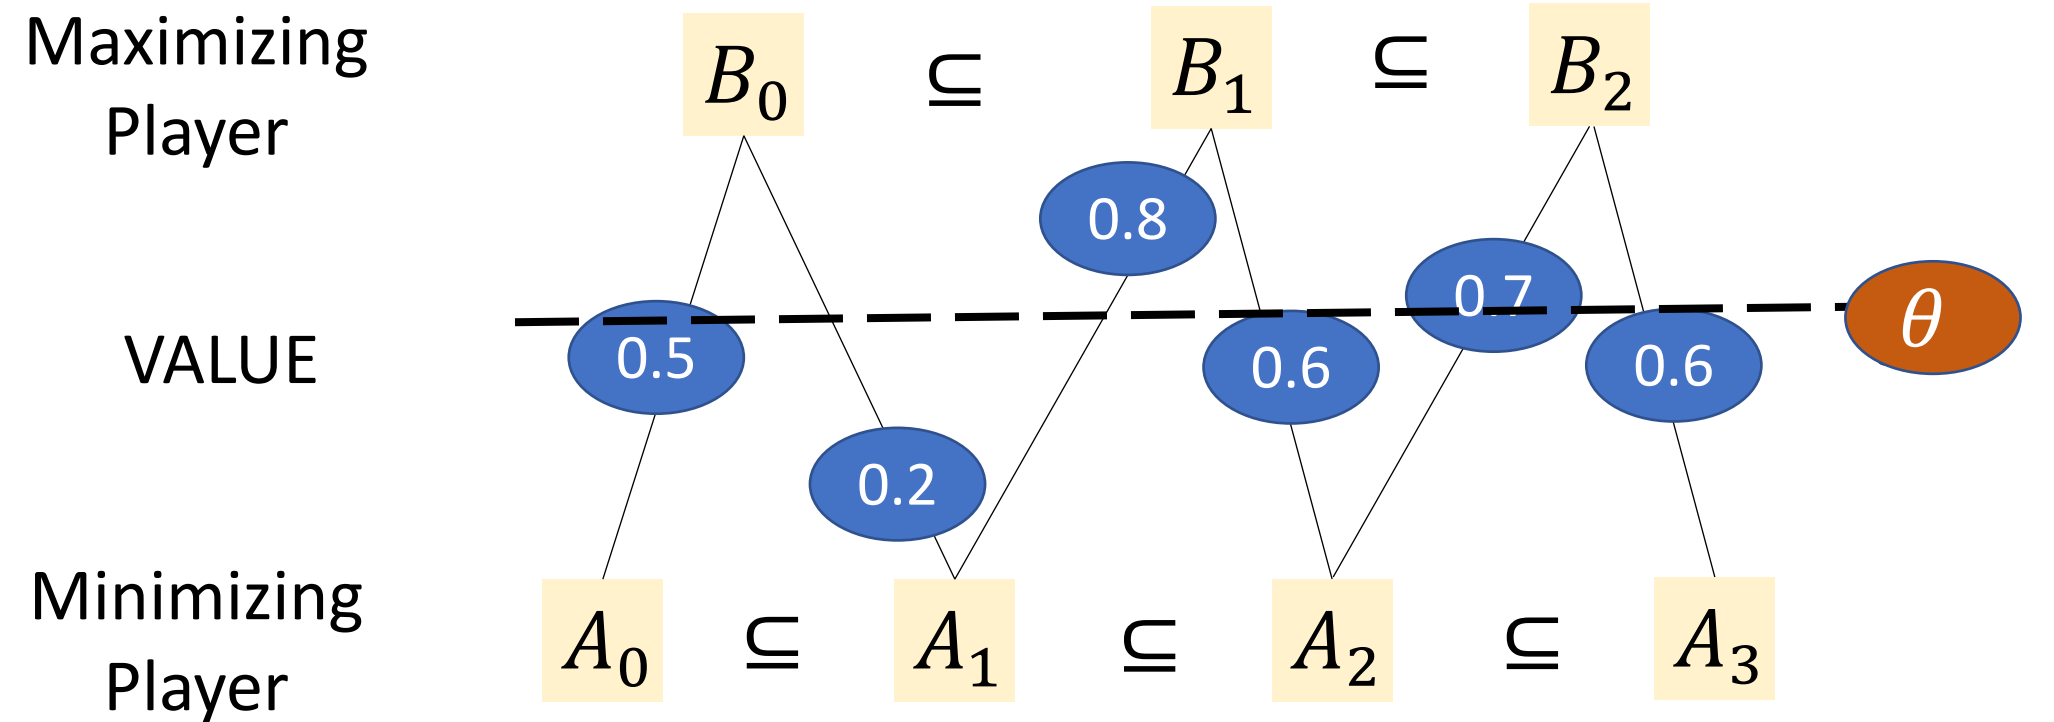 Maximizing
Player
B₀ ⊆ B₁ ⊆ B₂
0.8
0.7
θ
VALUE
0.5
0.6
0.6
0.2
Minimizing
Player
A₀ ⊆ A₁ ⊆ A₂ ⊆ A₃